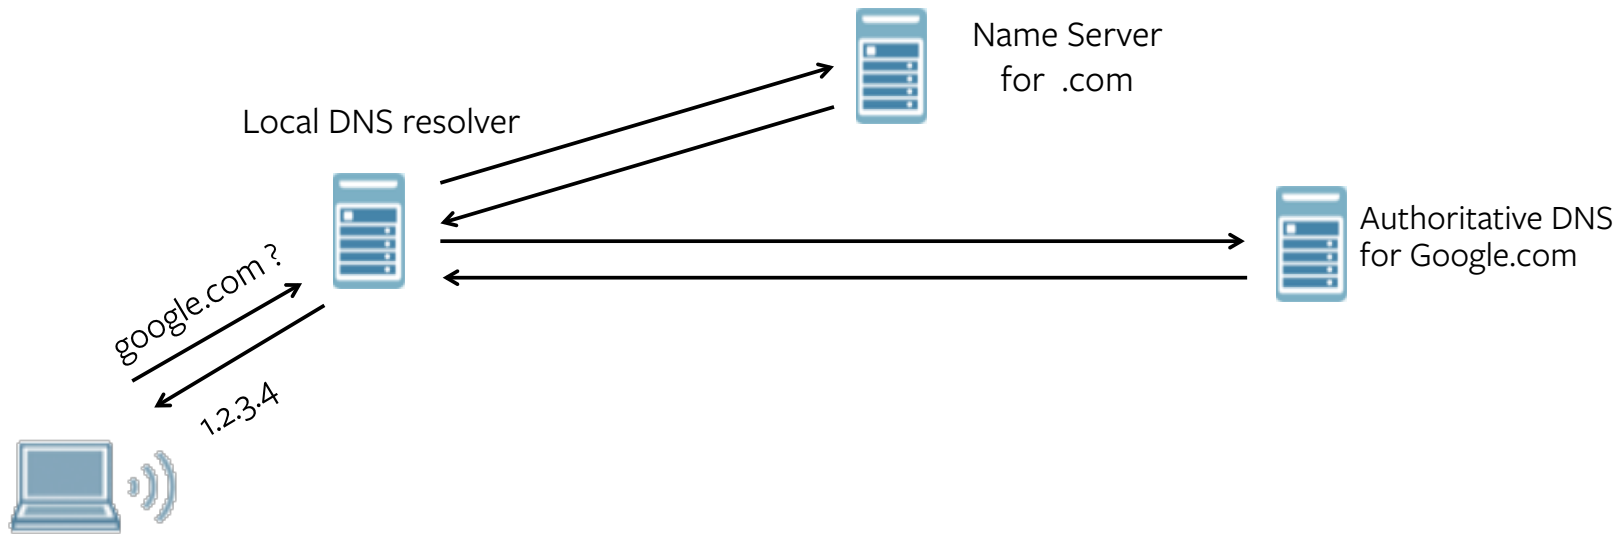 Name Server
for .com
Local DNS resolver
Authoritative DNS
for Google.com
google.com ?
1.2.3.4